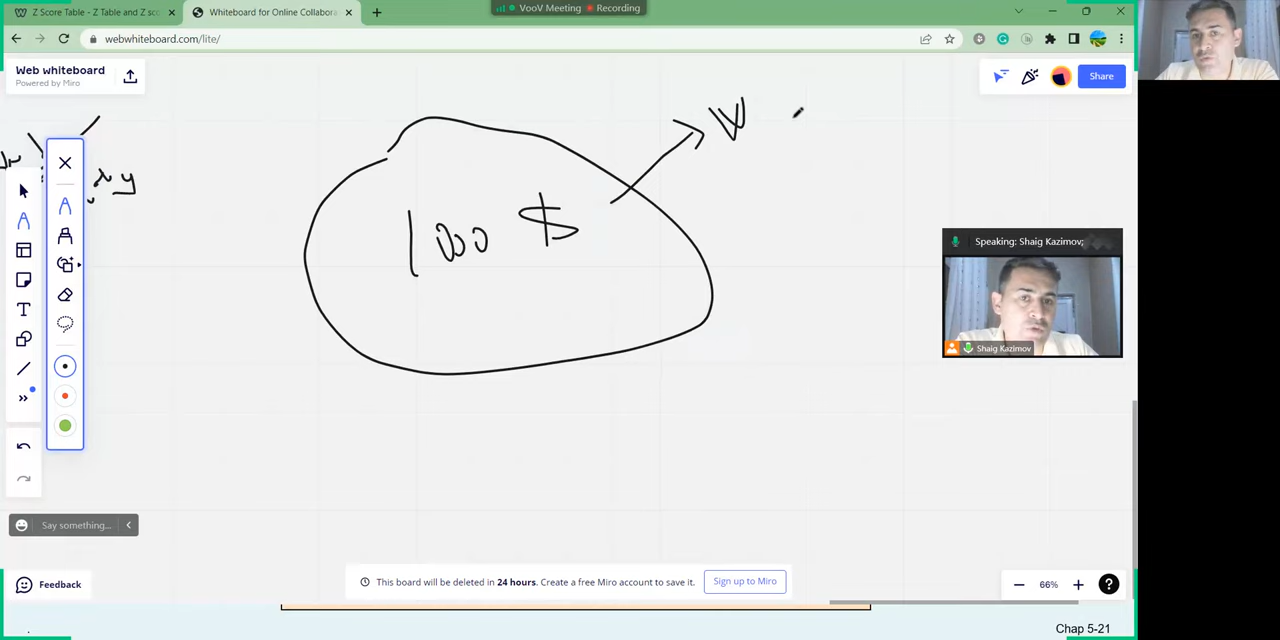 Z Score Table - Z Table and Z sco
Whiteboard for Online Collabora
VooV Meeting Recording
webwhiteboard.com/lite/
Web whiteboard
Powered by Miro
Share
W
y
1000 $
Speaking: Shaig Kazimov;
Shaig Kazimov
T
Say something...
Feedback
This board will be deleted in 24 hours. Create a free Miro account to save it.
Sign up to Miro
66%
?
Chap 5-21